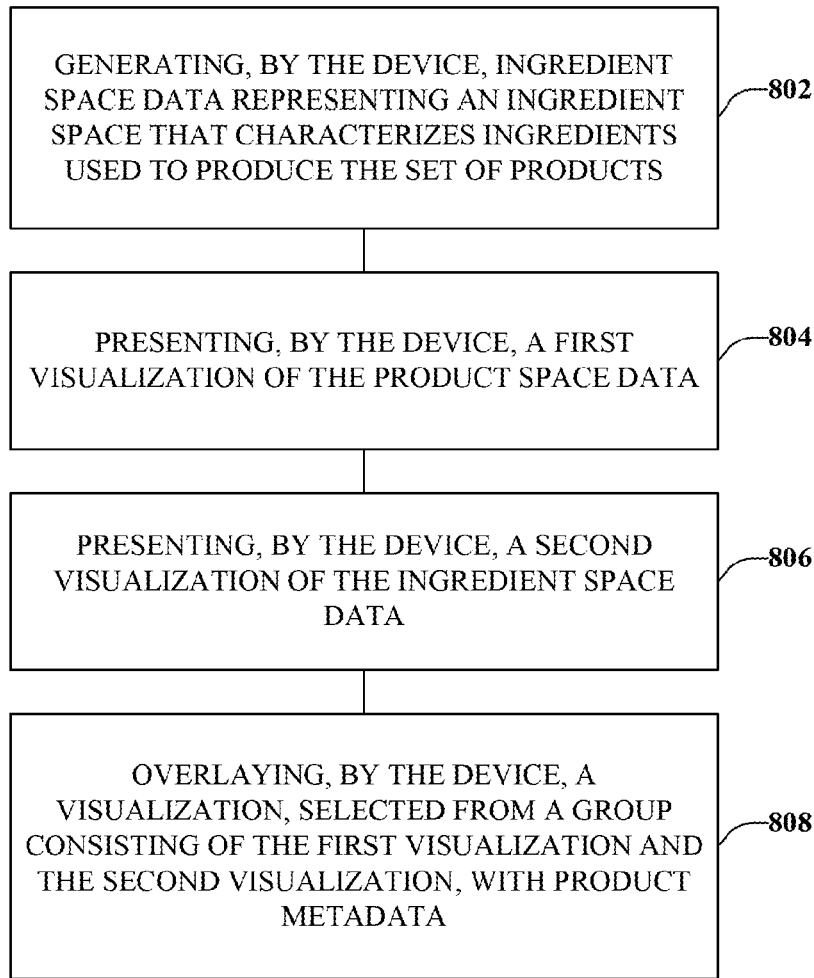 GENERATING, BY THE DEVICE, INGREDIENT
SPACE DATA REPRESENTING AN INGREDIENT
SPACE THAT CHARACTERIZES INGREDIENTS
USED TO PRODUCE THE SET OF PRODUCTS
802
PRESENTING, BY THE DEVICE, A FIRST
VISUALIZATION OF THE PRODUCT SPACE DATA
804
PRESENTING, BY THE DEVICE, A SECOND
VISUALIZATION OF THE INGREDIENT SPACE
DATA
806
OVERLAYING, BY THE DEVICE, A
VISUALIZATION, SELECTED FROM A GROUP
CONSISTING OF THE FIRST VISUALIZATION AND
THE SECOND VISUALIZATION, WITH PRODUCT
METADATA
808